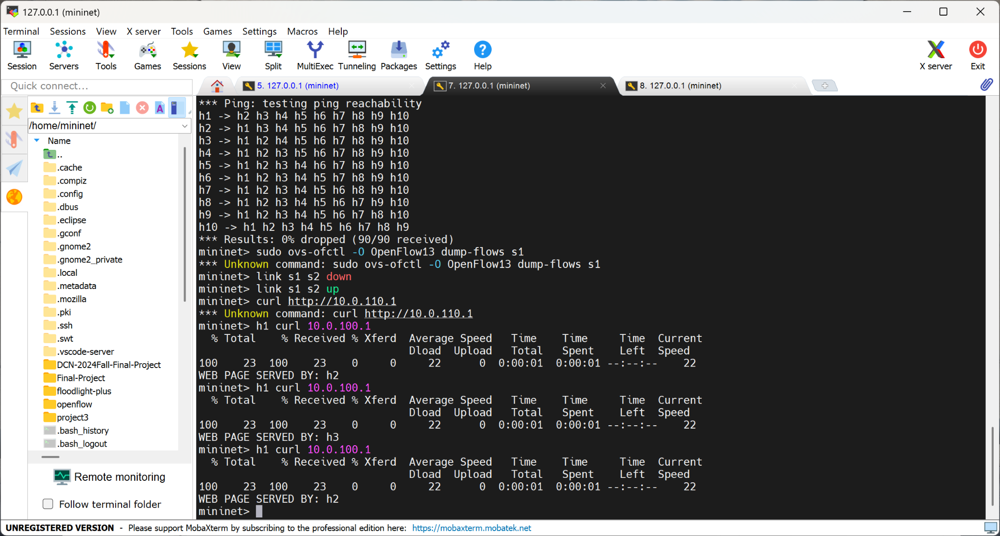 127.0.0.1 (mininet)
Terminal Sessions View X server Tools Games Settings Macros Help
Session Servers Tools Games Sessions View Split MultiExec Tunneling Packages Settings Help X server Exit
Quick connect...
5. 127.0.0.1 (mininet)
7. 127.0.0.1 (mininet)
8. 127.0.0.1 (mininet)
/home/mininet/
Name
..
.cache
.compiz
.config
.dbus
.eclipse
.gconf
.gnome2
.gnome2_private
.local
.metadata
.mozilla
.pki
.ssh
.swt
.vscode-server
DCN-2024Fall-Final-Project
Final-Project
floodlight-plus
openflow
project3
.bash_history
.bash_logout
Remote monitoring
Follow terminal folder
*** Ping: testing ping reachability
h1 -> h2 h3 h4 h5 h6 h7 h8 h9 h10
h2 -> h1 h3 h4 h5 h6 h7 h8 h9 h10
h3 -> h1 h2 h4 h5 h6 h7 h8 h9 h10
h4 -> h1 h2 h3 h5 h6 h7 h8 h9 h10
h5 -> h1 h2 h3 h4 h6 h7 h8 h9 h10
h6 -> h1 h2 h3 h4 h5 h7 h8 h9 h10
h7 -> h1 h2 h3 h4 h5 h6 h8 h9 h10
h8 -> h1 h2 h3 h4 h5 h6 h7 h9 h10
h9 -> h1 h2 h3 h4 h5 h6 h7 h8 h10
h10 -> h1 h2 h3 h4 h5 h6 h7 h8 h9
*** Results: 0% dropped (90/90 received)
mininet> sudo ovs-ofctl -O OpenFlow13 dump-flows s1
*** Unknown command: sudo ovs-ofctl -O OpenFlow13 dump-flows s1
mininet> link s1 s2 down
mininet> link s1 s2 up
mininet> curl http://10.0.110.1
*** Unknown command: curl http://10.0.110.1
mininet> h1 curl 10.0.100.1
% Total % Received % Xferd Average Speed Time Time Time Current
Dload Upload Total Spent Left Speed
100 23 100 23 0 0 22 0 0:00:01 0:00:01 --:--:-- 22
WEB PAGE SERVED BY: h2
mininet> h1 curl 10.0.100.1
% Total % Received % Xferd Average Speed Time Time Time Current
Dload Upload Total Spent Left Speed
100 23 100 23 0 0 22 0 0:00:01 0:00:01 --:--:-- 22
WEB PAGE SERVED BY: h3
mininet> h1 curl 10.0.100.1
% Total % Received % Xferd Average Speed Time Time Time Current
Dload Upload Total Spent Left Speed
100 23 100 23 0 0 22 0 0:00:01 0:00:01 --:--:-- 22
WEB PAGE SERVED BY: h2
mininet>
UNREGISTERED VERSION - Please support MobaXterm by subscribing to the professional edition here: https://mobaxterm.mobatek.net